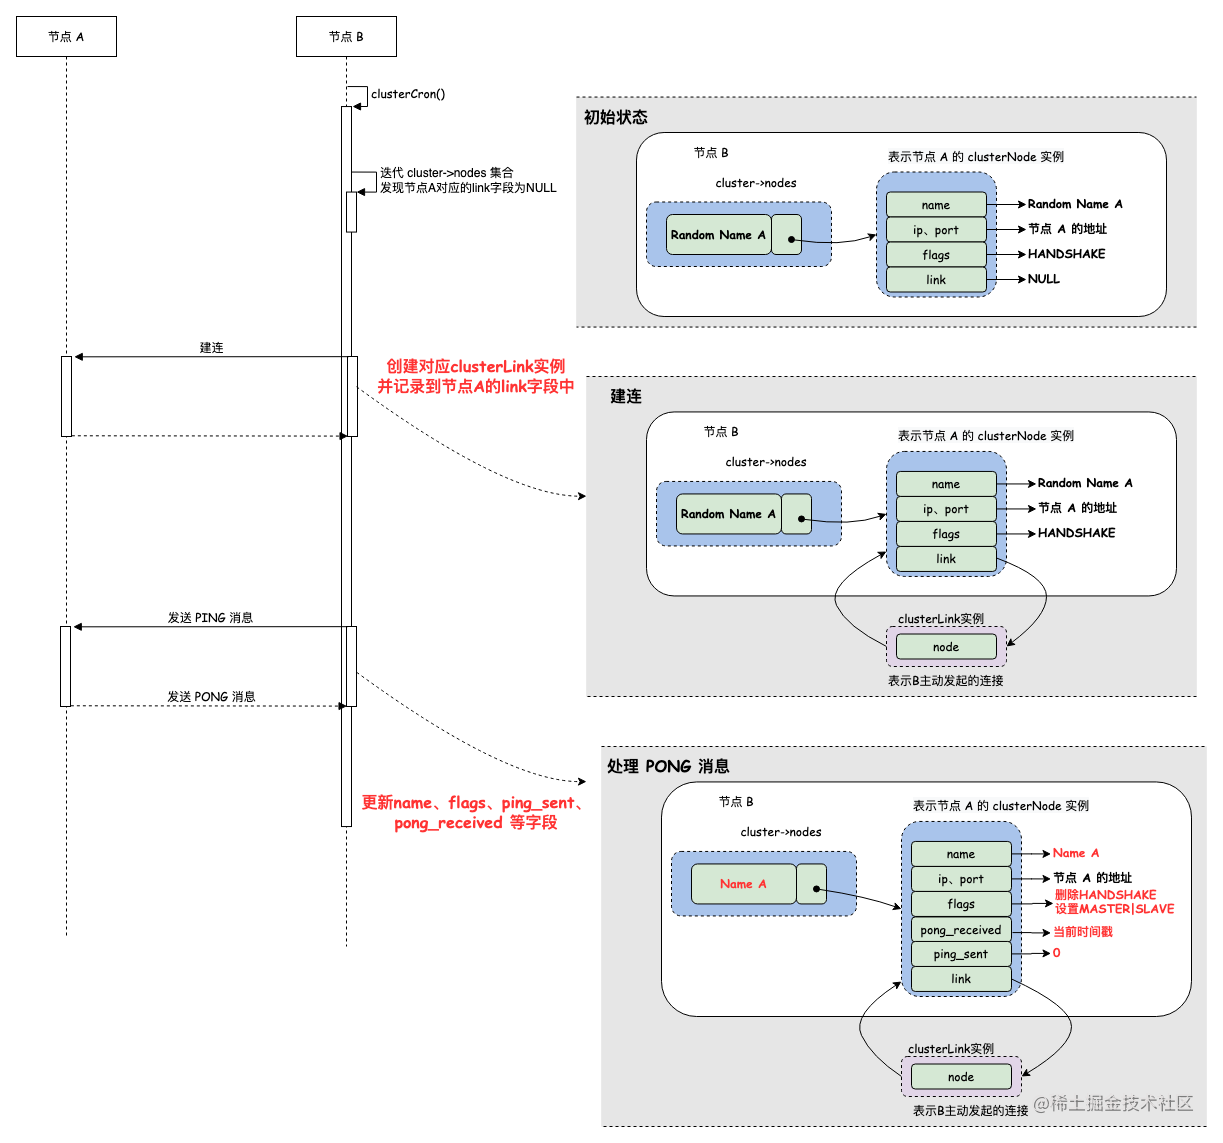 节点 A
节点 B
clusterCron()
迭代 cluster->nodes 集合
发现节点A对应的link字段为NULL
建连
创建对应clusterLink实例
并记录到节点A的link字段中
发送 PING 消息
发送 PONG 消息
更新name、flags、ping_sent、
pong_received 等字段
初始状态
节点 B
表示节点 A 的 clusterNode 实例
cluster->nodes
Random Name A
name
Random Name A
ip、port
节点 A 的地址
flags
HANDSHAKE
link
NULL
建连
节点 B
表示节点 A 的 clusterNode 实例
cluster->nodes
Random Name A
name
Random Name A
ip、port
节点 A 的地址
flags
HANDSHAKE
link
clusterLink实例
node
表示B主动发起的连接
处理 PONG 消息
节点 B
表示节点 A 的 clusterNode 实例
cluster->nodes
Name A
name
Name A
ip、port
节点 A 的地址
flags
删除HANDSHAKE
设置MASTER|SLAVE
pong_received
当前时间戳
ping_sent
0
link
clusterLink实例
node
表示B主动发起的连接
@稀土掘金技术社区